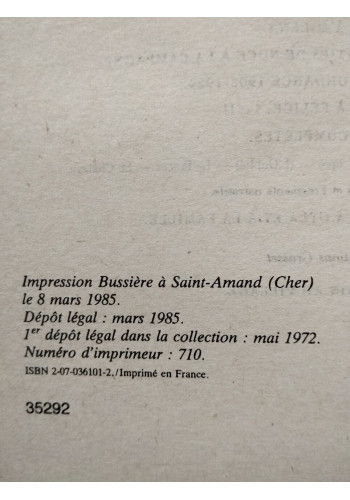 Impression Bussière à Saint-Amand (Cher)
le 8 mars 1985.
Dépôt légal : mars 1985.
1er dépôt légal dans la collection : mai 1972.
Numéro d'imprimeur : 710.
ISBN 2-07-036101-2./Imprimé en France.
35292